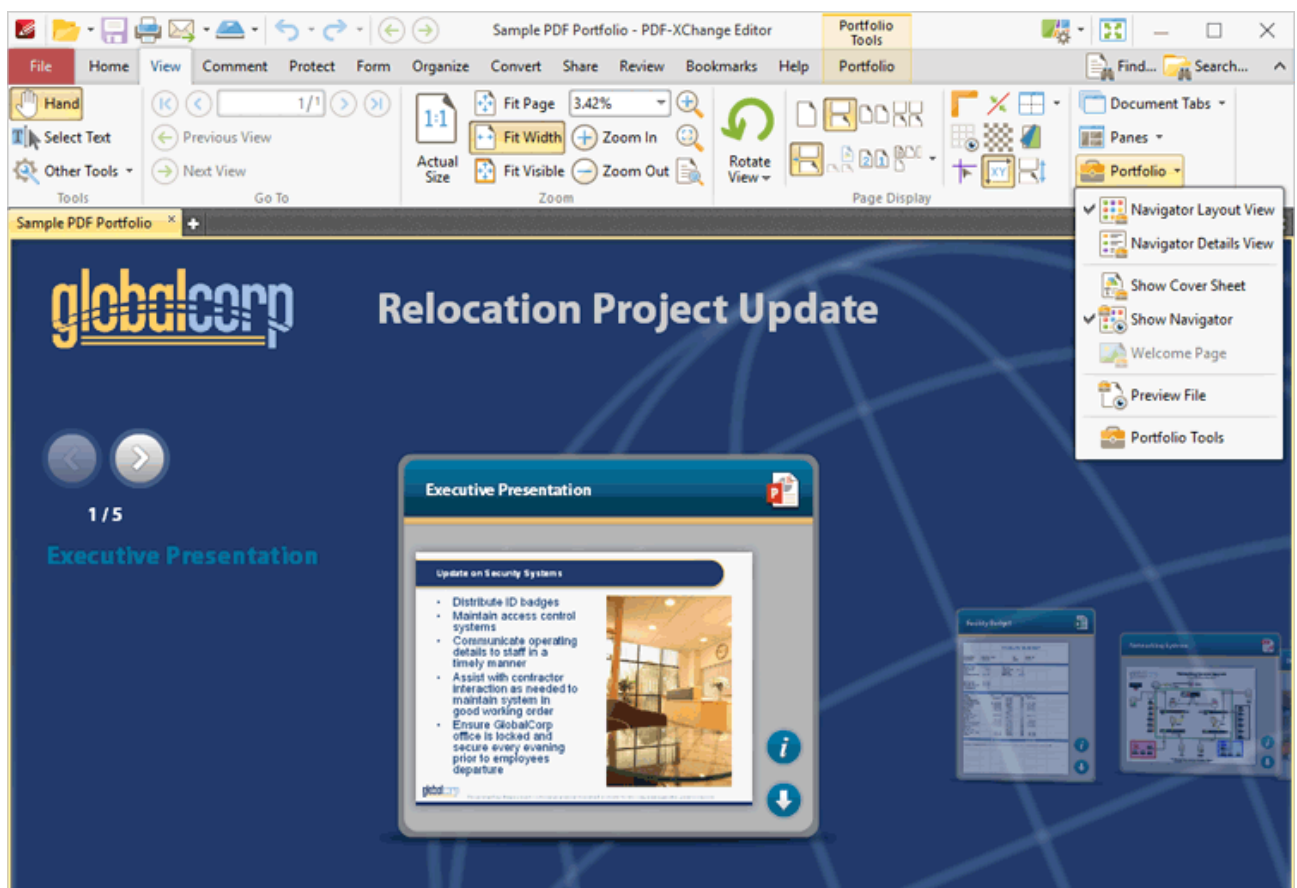 Sample PDF Portfolio - PDF-XChange Editor
Portfolio Tools
File Home View Comment Protect Form Organize Convert Share Review Bookmarks Help Portfolio Find... Search...
Hand
Select Text
Other Tools
Tools
1/1
Previous View
Next View
Go To
1:1
Actual Size
Fit Page 3.42%
Fit Width Zoom In
Fit Visible Zoom Out
Zoom
Rotate View
Page Display
XY
Document Tabs
Panes
Portfolio
Navigator Layout View
Navigator Details View
Show Cover Sheet
Show Navigator
Welcome Page
Preview File
Portfolio Tools
Sample PDF Portfolio
globalcorp
Relocation Project Update
1 / 5
Executive Presentation
Executive Presentation
P
Update on Security Systems
• Distribute ID badges
• Maintain access control
systems
• Communicate operating
details to staff in a
timely manner
• Assist with contractor
interaction as needed to
maintain system in
good working order
• Ensure GlobalCorp
office is locked and
secure every evening
prior to employees
departure
globalcorp
i
Facility Budget
Networking Systems